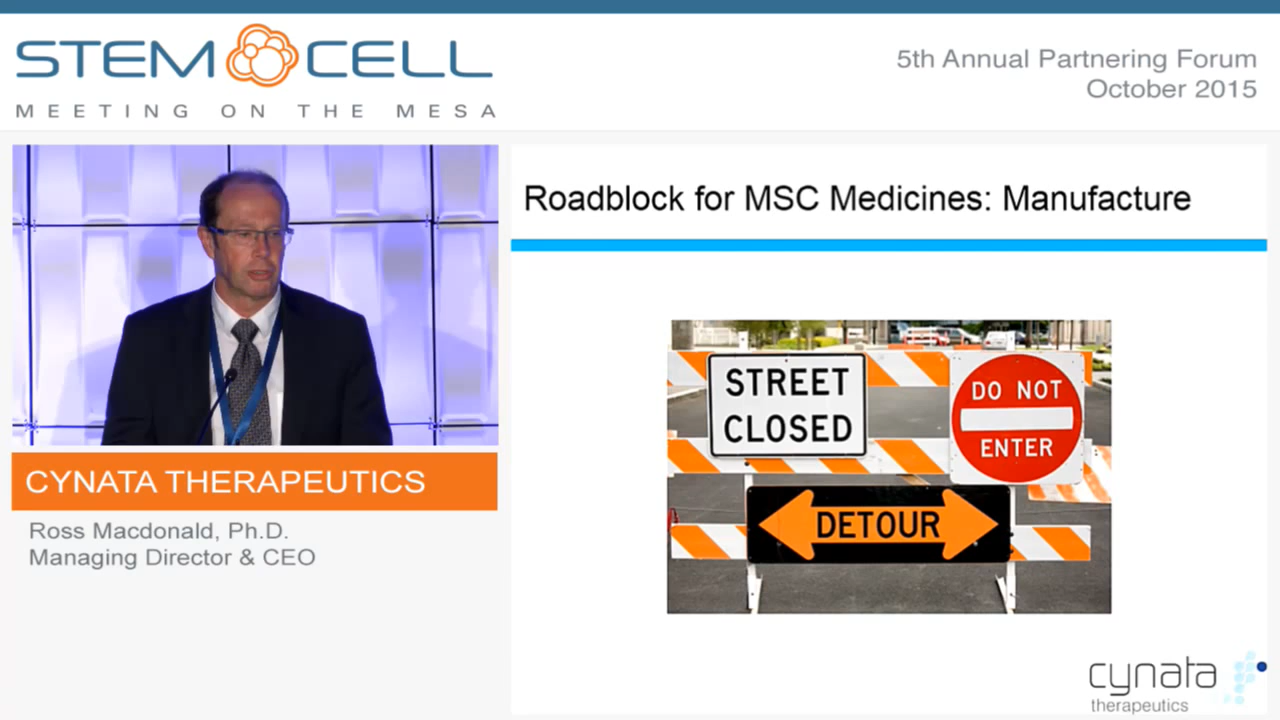 STEM CELL
MEETING ON THE MESA
5th Annual Partnering Forum
October 2015
CYNATA THERAPEUTICS
Ross Macdonald, Ph.D.
Managing Director & CEO
Roadblock for MSC Medicines: Manufacture
STREET
CLOSED
DO NOT
ENTER
DETOUR
cynata
therapeutics